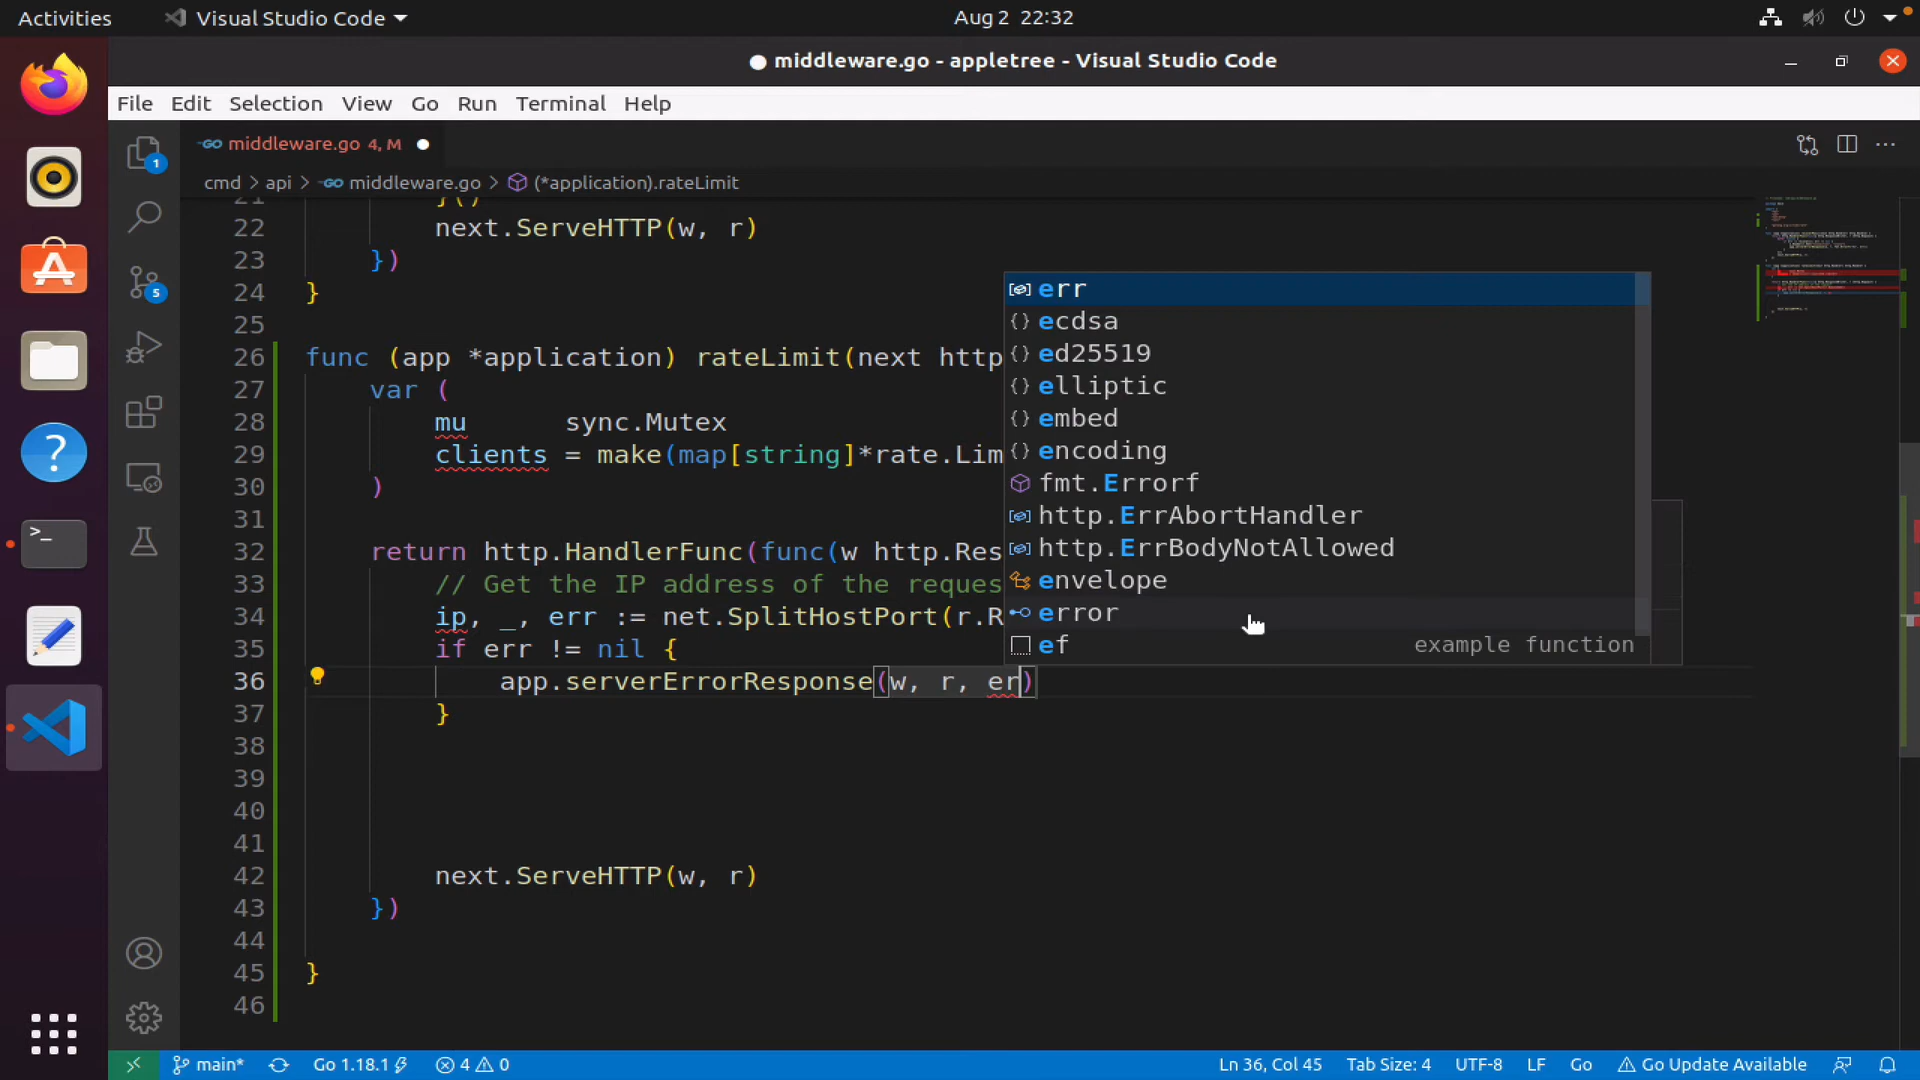 Activities
Visual Studio Code
Aug 2 22:32
● middleware.go - appletree - Visual Studio Code
File Edit Selection View Go Run Terminal Help
middleware.go 4, M
cmd > api > middleware.go > (*application).rateLimit
21 }()
22 next.ServeHTTP(w, r)
23 })
24 }
25
26 func (app *application) rateLimit(next http
27 var (
28 mu sync.Mutex
29 clients = make(map[string]*rate.Lim
30 )
31
32 return http.HandlerFunc(func(w http.Res
33 // Get the IP address of the reques
34 ip, _, err := net.SplitHostPort(r.R
35 if err != nil {
36 app.serverErrorResponse(w, r, er)
37 }
38
39
40
41
42 next.ServeHTTP(w, r)
43 })
44
45 }
46
err
ecdsa
ed25519
elliptic
embed
encoding
fmt.Errorf
http.ErrAbortHandler
http.ErrBodyNotAllowed
envelope
error
ef example function
1
5
main* Go 1.18.1 4 0 Ln 36, Col 45 Tab Size: 4 UTF-8 LF Go Go Update Available